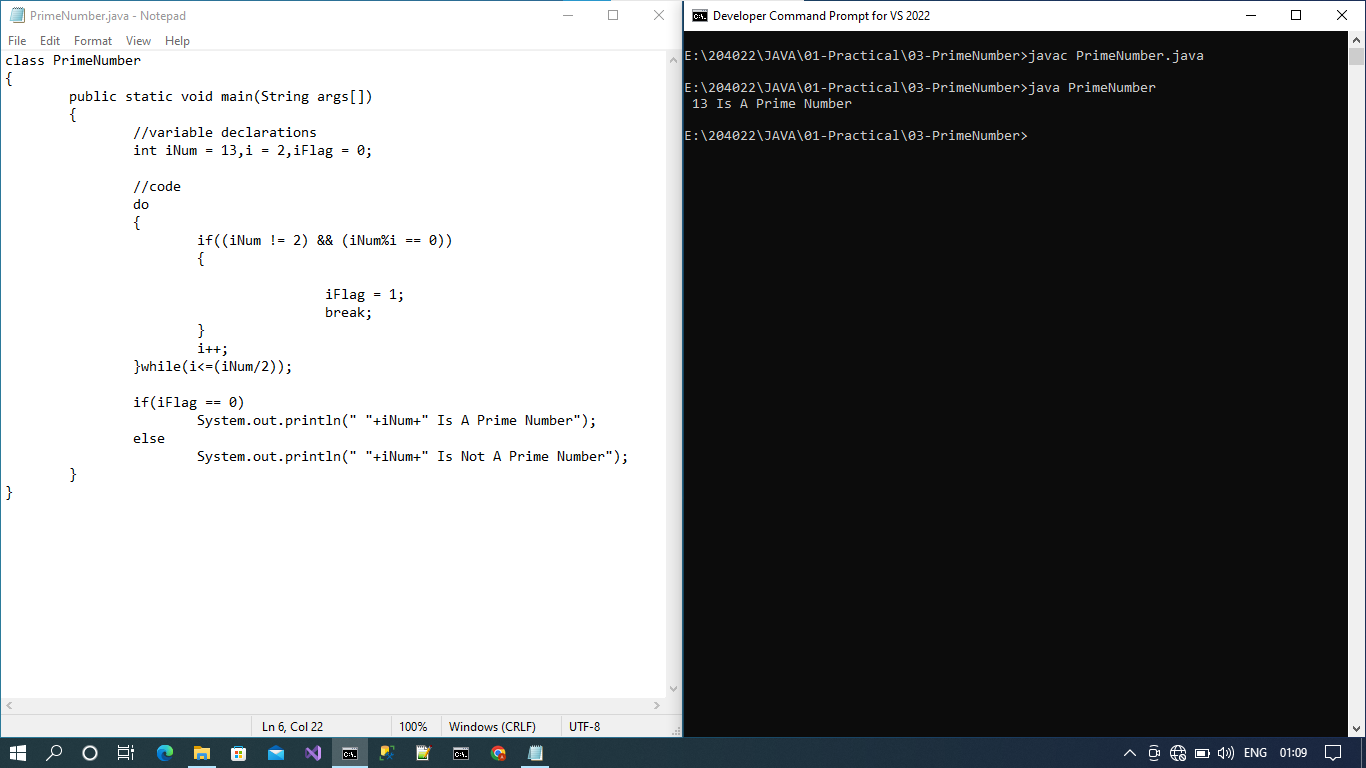 PrimeNumber.java - Notepad
File Edit Format View Help
class PrimeNumber
{
public static void main(String args[])
{
//variable declarations
int iNum = 13,i = 2,iFlag = 0;
//code
do
{
if((iNum != 2) && (iNum%i == 0))
{
iFlag = 1;
break;
}
i++;
}while(i<=(iNum/2));
if(iFlag == 0)
System.out.println(" "+iNum+" Is A Prime Number");
else
System.out.println(" "+iNum+" Is Not A Prime Number");
}
}
Ln 6, Col 22 100% Windows (CRLF) UTF-8
Developer Command Prompt for VS 2022
E:\204022\JAVA\01-Practical\03-PrimeNumber>javac PrimeNumber.java
E:\204022\JAVA\01-Practical\03-PrimeNumber>java PrimeNumber
13 Is A Prime Number
E:\204022\JAVA\01-Practical\03-PrimeNumber>
ENG 01:09